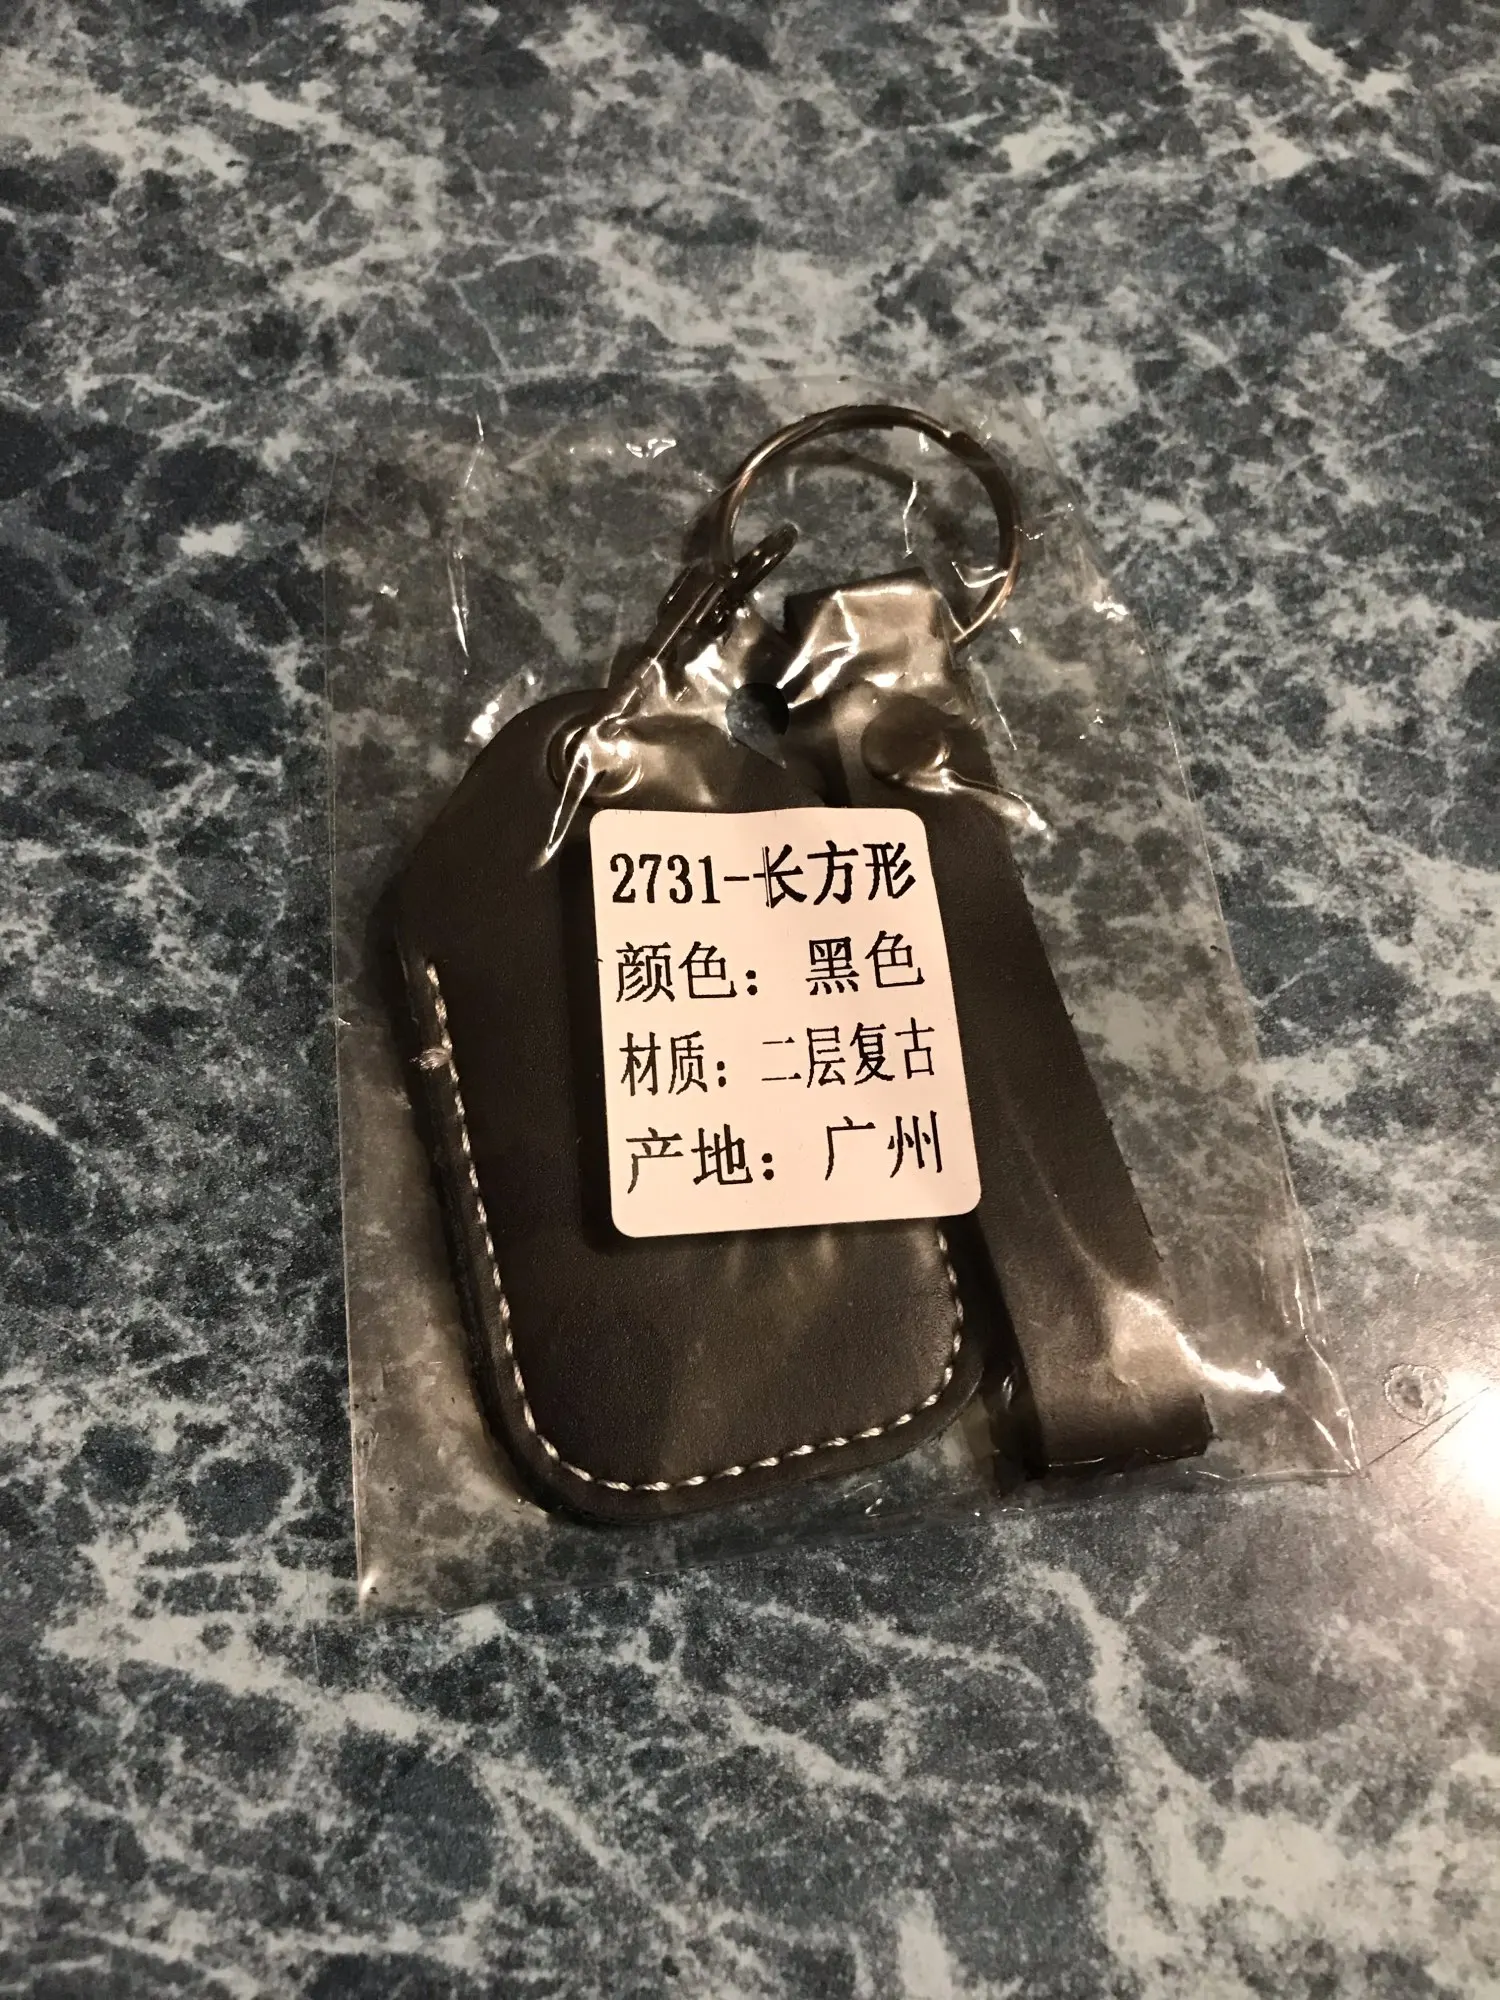 2731-长方形
颜色：黑色
材质：二层复古
产地：广州